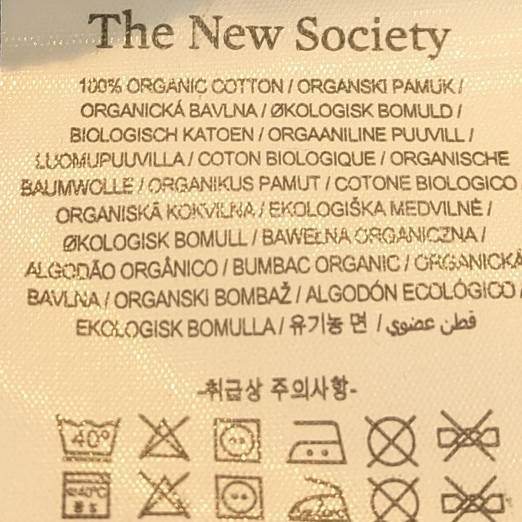 The New Society
100% ORGANIC COTTON / ORGANSKI PAMUK /
ORGANICKÁ BAVLNA / ØKOLOGISK BOMULD /
BIOLOGISCH KATOEN / ORGAANILINE PUUVILL /
LUOMUPUUVILLA / COTON BIOLOGIQUE / ORGANISCHE
BAUMWOLLE / ORGANIKUS PAMUT / COTONE BIOLOGICO
ORGANISKĀ KOKVILNA / EKOLOGIŠKA MEDVILNĖ /
ØKOLOGISK BOMULL / BAWEŁNA ORGANICZNA /
ALGODÃO ORGÂNICO / BUMBAC ORGANIC / ORGANICKÁ
BAVLNA / ORGANSKI BOMBAŽ / ALGODÓN ECOLÓGICO /
EKOLOGISK BOMULLA / 유기농 면 / قطن عضوي
-취급상 주의사항-
40°